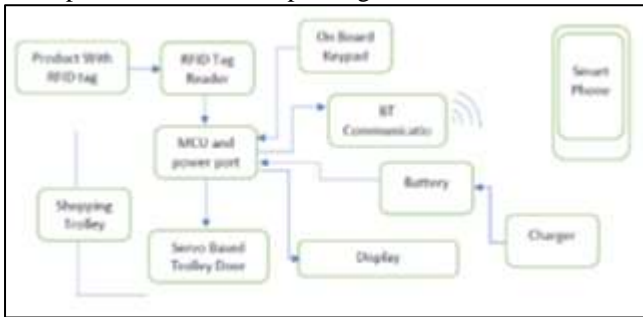 Product With
RFID tag
RFID Tag
Reader
On Board
Keypad
Smart
Phone
BT
Communicatio
MCU and
power port
Battery
Shopping
Trolley
Servo Based
Trolley Door
Display
Charger